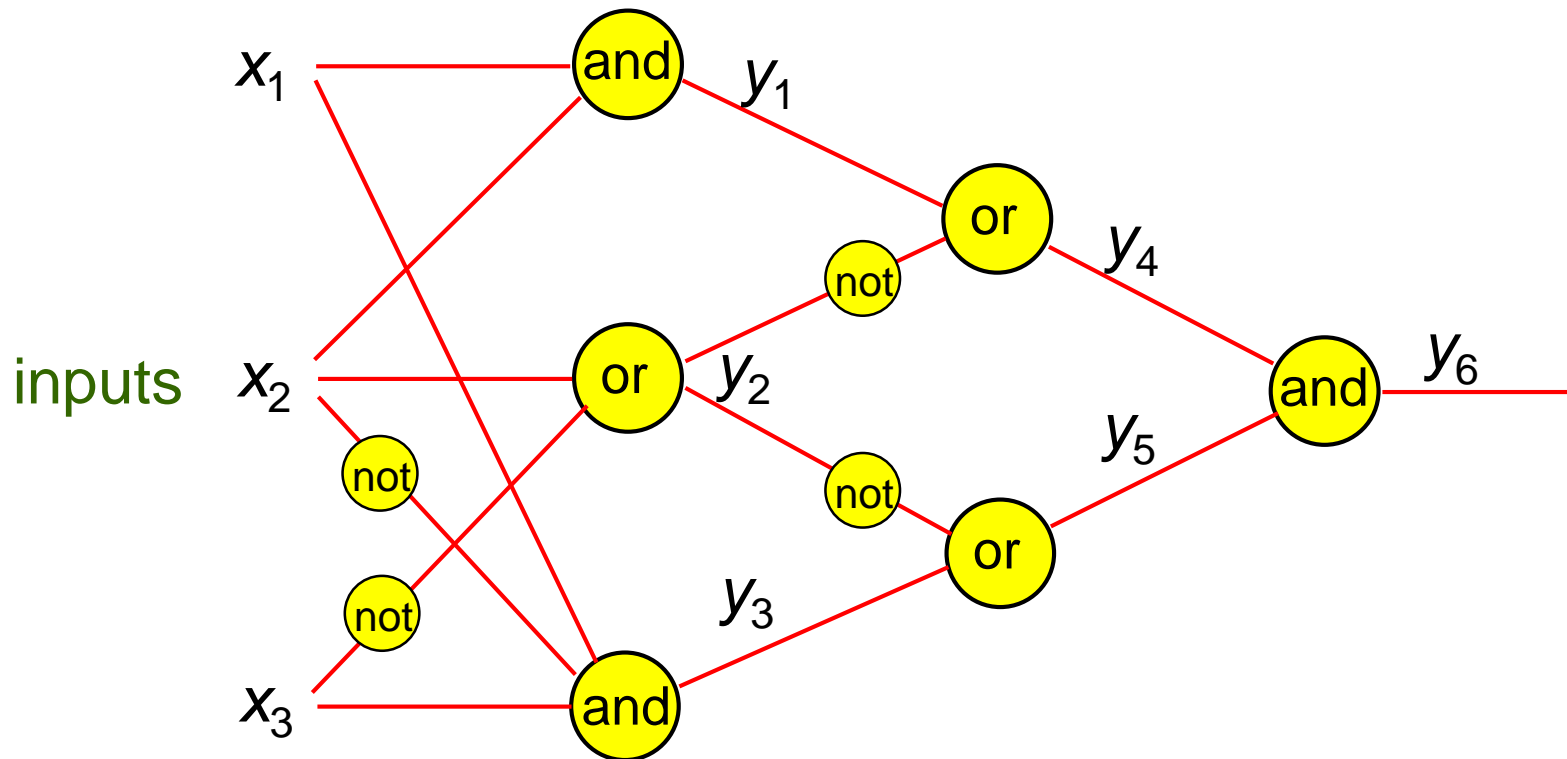 x1
and
y1
or
not
y4
inputs
x2
or
y2
and
y6
not
not
y5
or
not
y3
x3
and